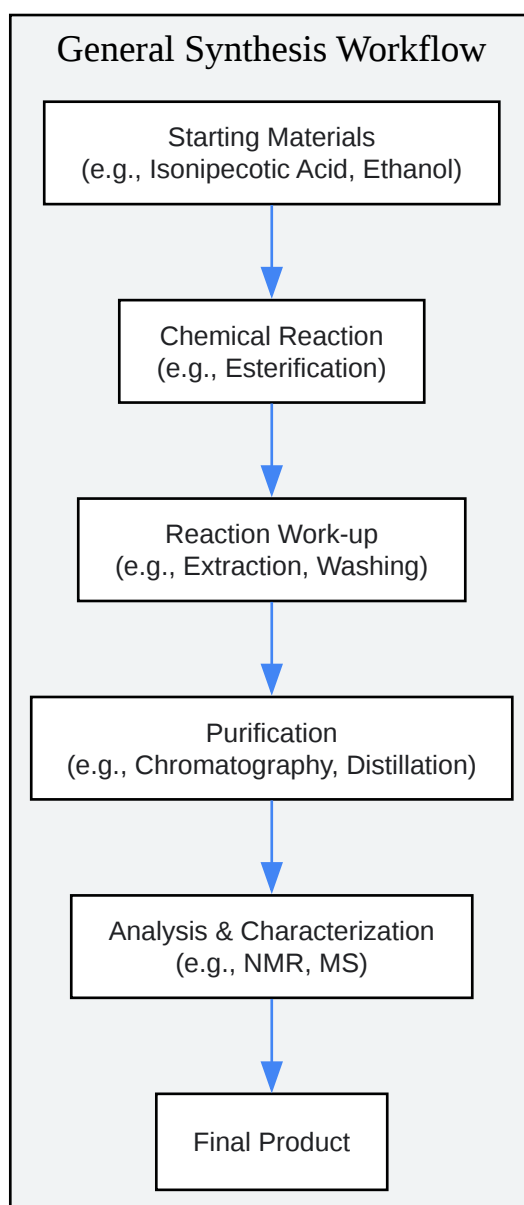 General Synthesis Workflow
Starting Materials
(e.g., Isonipecotic Acid, Ethanol)
Chemical Reaction
(e.g., Esterification)
Reaction Work-up
(e.g., Extraction, Washing)
Purification
(e.g., Chromatography, Distillation)
Analysis & Characterization
(e.g., NMR, MS)
Final Product